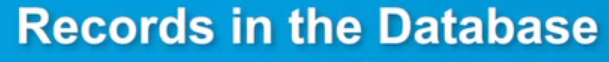 Records in the Database